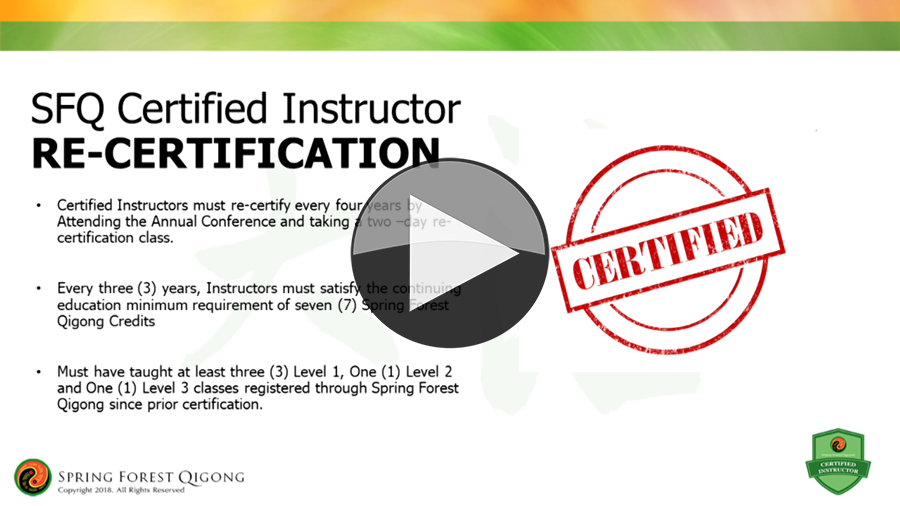 SFQ Certified Instructor
RE-CERTIFICATION
• Certified Instructors must re-certify every four years by
Attending the Annual Conference and taking a two –day re-
certification class.
• Every three (3) years, Instructors must satisfy the continuing
education minimum requirement of seven (7) Spring Forest
Qigong Credits
• Must have taught at least three (3) Level 1, One (1) Level 2
and One (1) Level 3 classes registered through Spring Forest
Qigong since prior certification.
CERTIFIED
SPRING FOREST QIGONG
Copyright 2018. All Rights Reserved
CERTIFIED
INSTRUCTOR